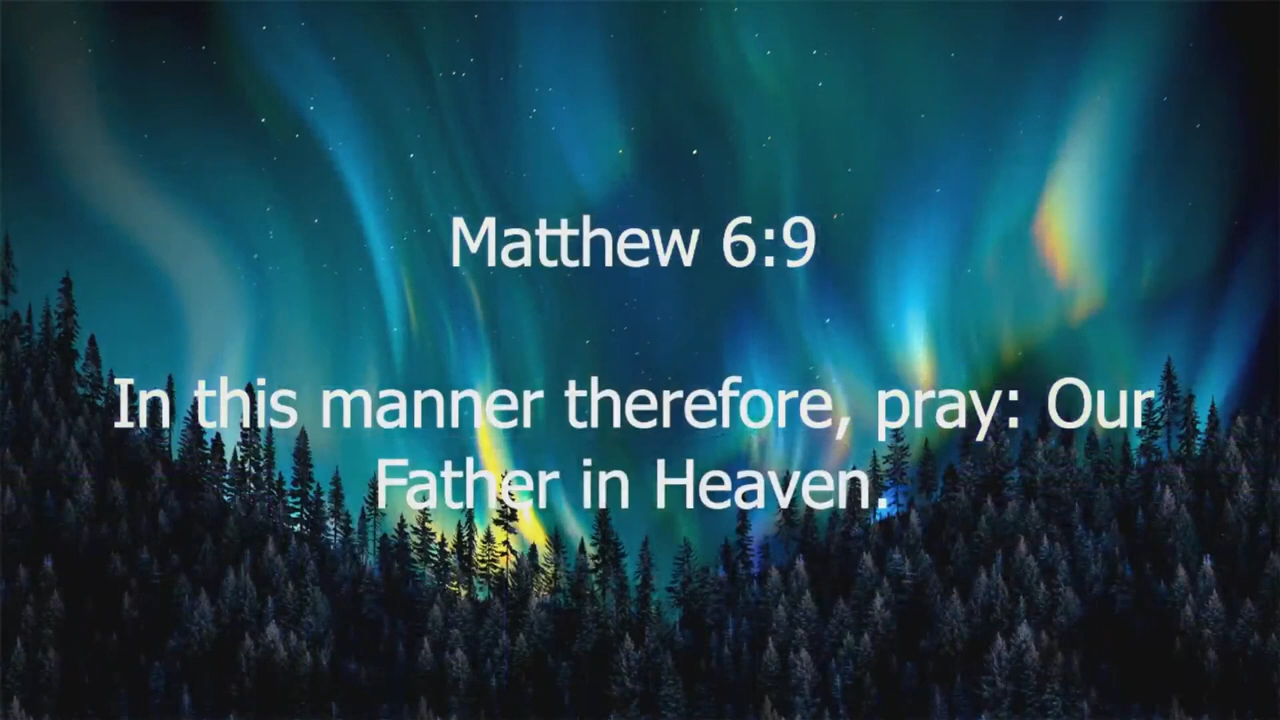 Matthew 6:9
In this manner therefore, pray: Our
Father in Heaven.